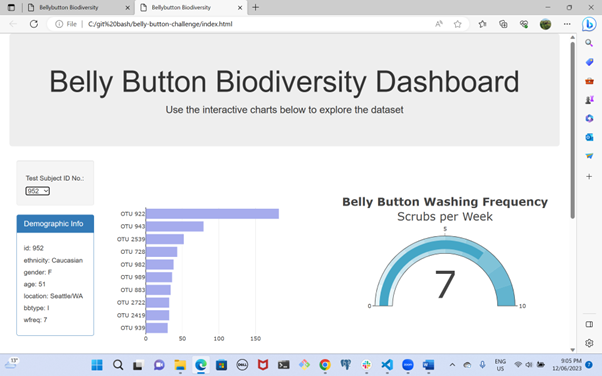 Bellybutton Biodiversity
Bellybutton Biodiversity
File
C:/git%20bash/belly-button-challenge/index.html
Belly Button Biodiversity Dashboard
Use the interactive charts below to explore the dataset
Test Subject ID No.:
952
Demographic Info
id: 952
ethnicity: Caucasian
gender: F
age: 51
location: Seattle/WA
bbtype: I
wfreq: 7
OTU 922
OTU 943
OTU 2539
OTU 728
OTU 982
OTU 989
OTU 883
OTU 2722
OTU 2419
OTU 939
0 50 100 150
Belly Button Washing Frequency
Scrubs per Week
5
0
7
10
13°
DELL
ENG
US
9:05 PM
12/06/2023